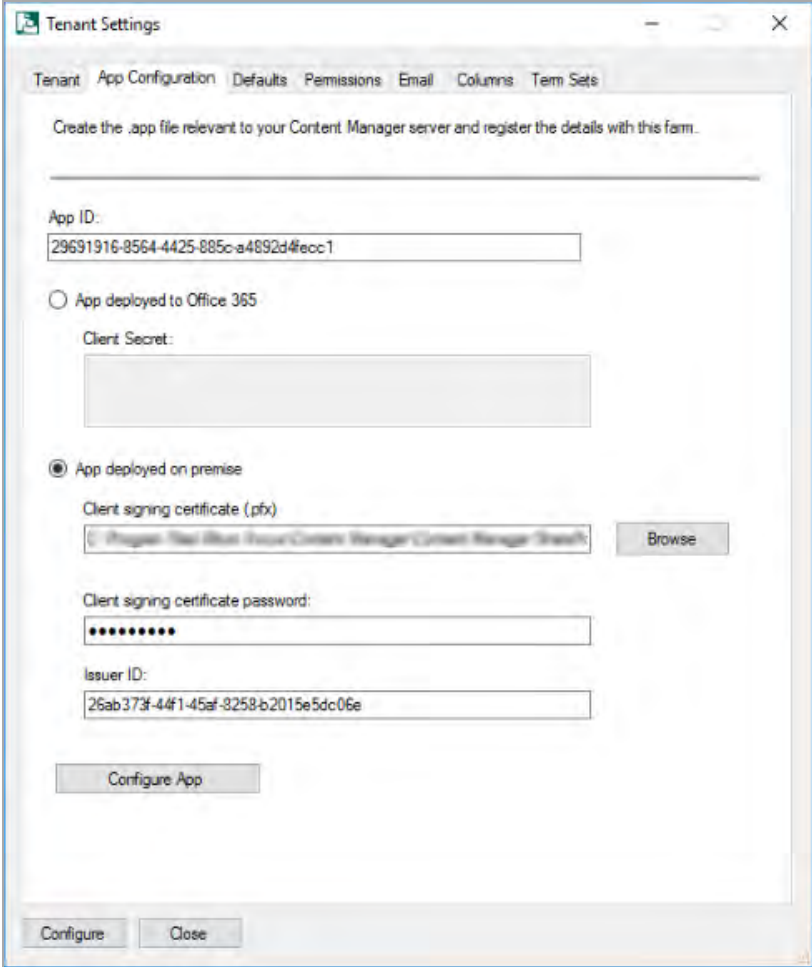 Tenant Settings
Tenant App Configuration Defaults Permissions Email Columns Term Sets
Create the .app file relevant to your Content Manager server and register the details with this farm.
App ID:
29691916-8564-4425-885c-a4892d4fecc1
App deployed to Office 365
Client Secret:
App deployed on premise
Client signing certificate (.pfx)
Browse
Client signing certificate password:
•••••••••
Issuer ID:
26ab373f-44f1-45af-8258-b2015e5dc06e
Configure App
Configure Close